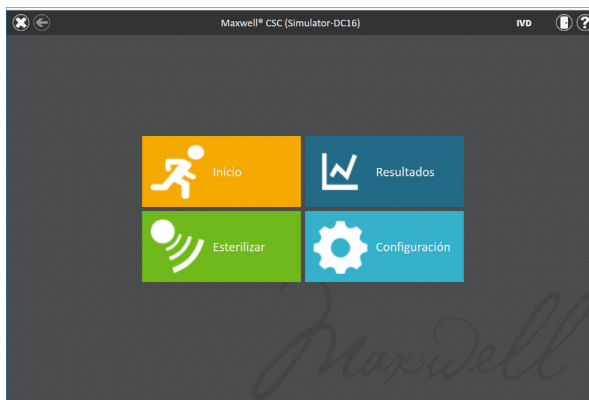 Maxwell® CSC (Simulator-DC16)
IVD
?
Inicio
Resultados
Esterilizar
Configuración
Maxwell